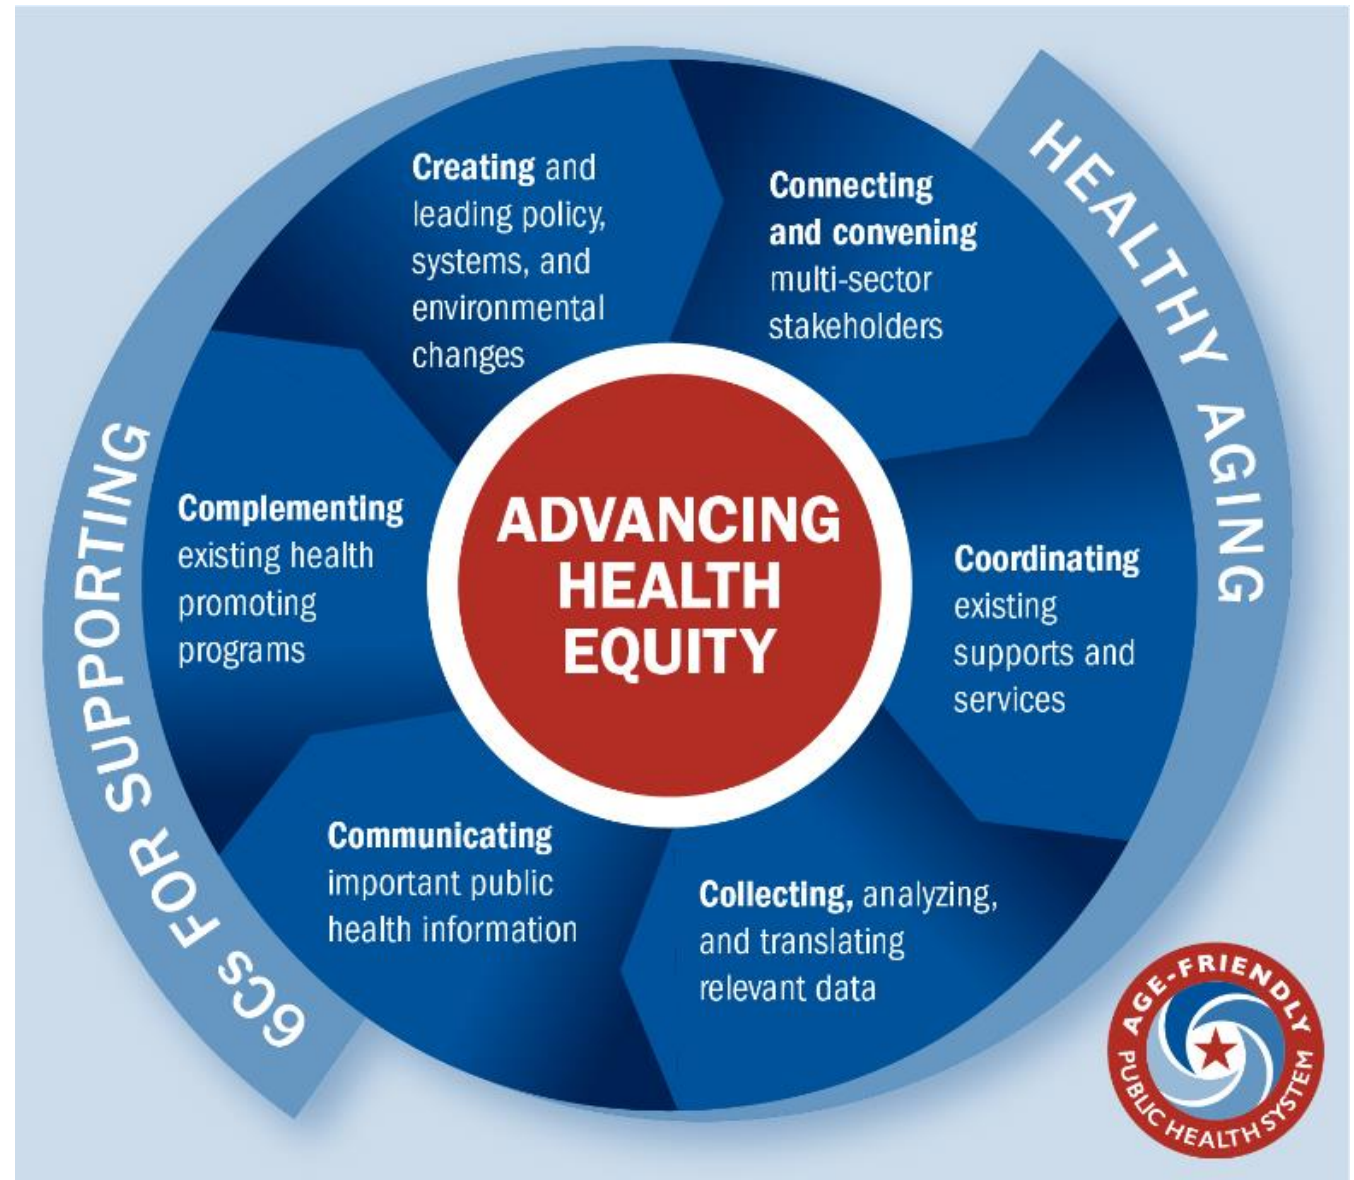 6Cs FOR SUPPORTING
HEALTHY AGING
Creating and
leading policy,
systems, and
environmental
changes
Connecting
and convening
multi-sector
stakeholders
Coordinating
existing
supports and
services
Collecting, analyzing,
and translating
relevant data
Communicating
important public
health information
Complementing
existing health
promoting
programs
ADVANCING
HEALTH
EQUITY
AGE-FRIENDLY
PUBLIC HEALTH SYSTEM